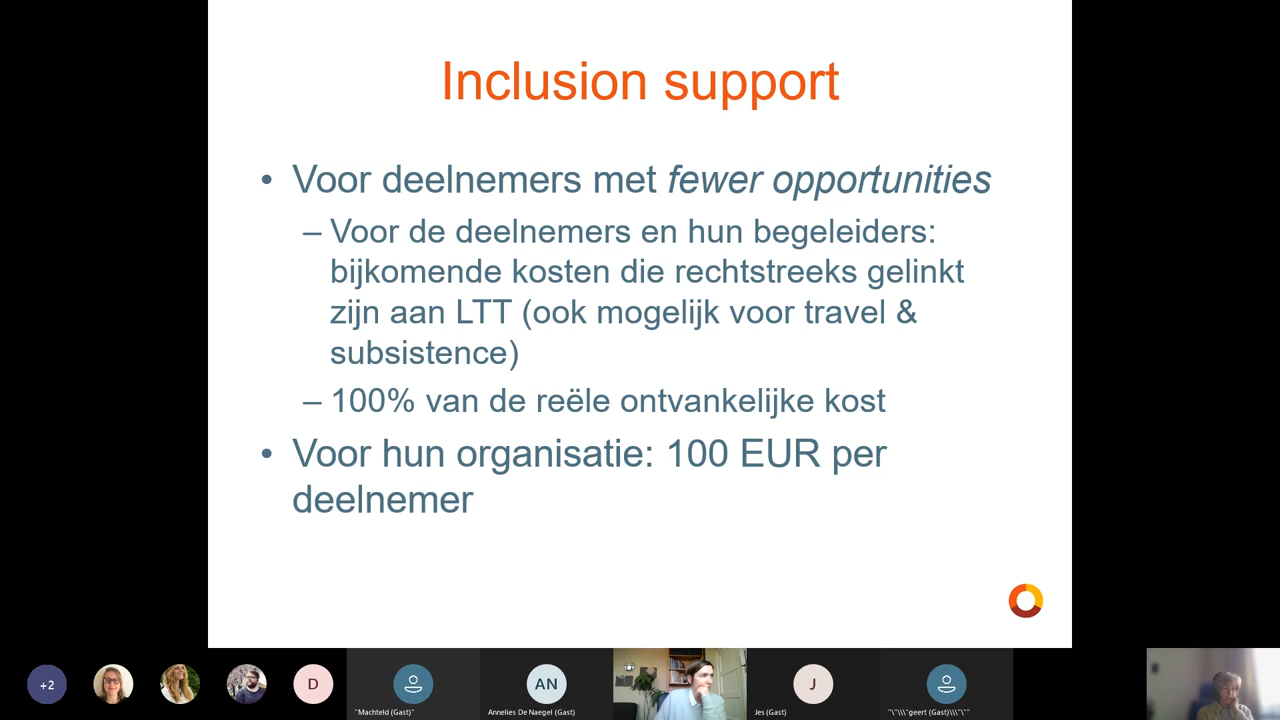 Inclusion support
• Voor deelnemers met fewer opportunities
– Voor de deelnemers en hun begeleiders:
bijkomende kosten die rechtstreeks gelinkt
zijn aan LTT (ook mogelijk voor travel &
subsistence)
– 100% van de reële ontvankelijke kost
• Voor hun organisatie: 100 EUR per
deelnemer
+2
D
AN
J
"Machteld (Gast)"
Annelies De Naegel (Gast)
Jes (Gast)
"\"\\\"geert (Gast)\\\"\""